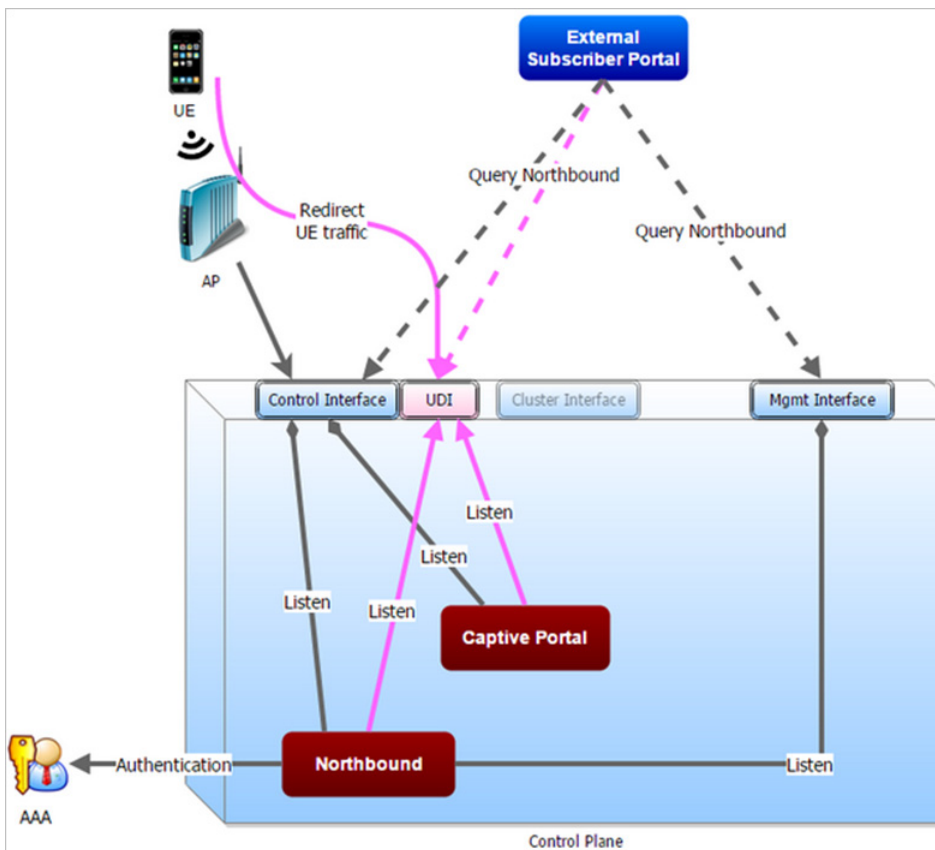 External
Subscriber Portal
UE
Query Northbound
Redirect
UE traffic
Query Northbound
AP
Control Interface
UDI
Cluster Interface
Mgmt Interface
Listen
Listen
Listen
Listen
Captive Portal
Authentication
Northbound
Listen
AAA
Control Plane